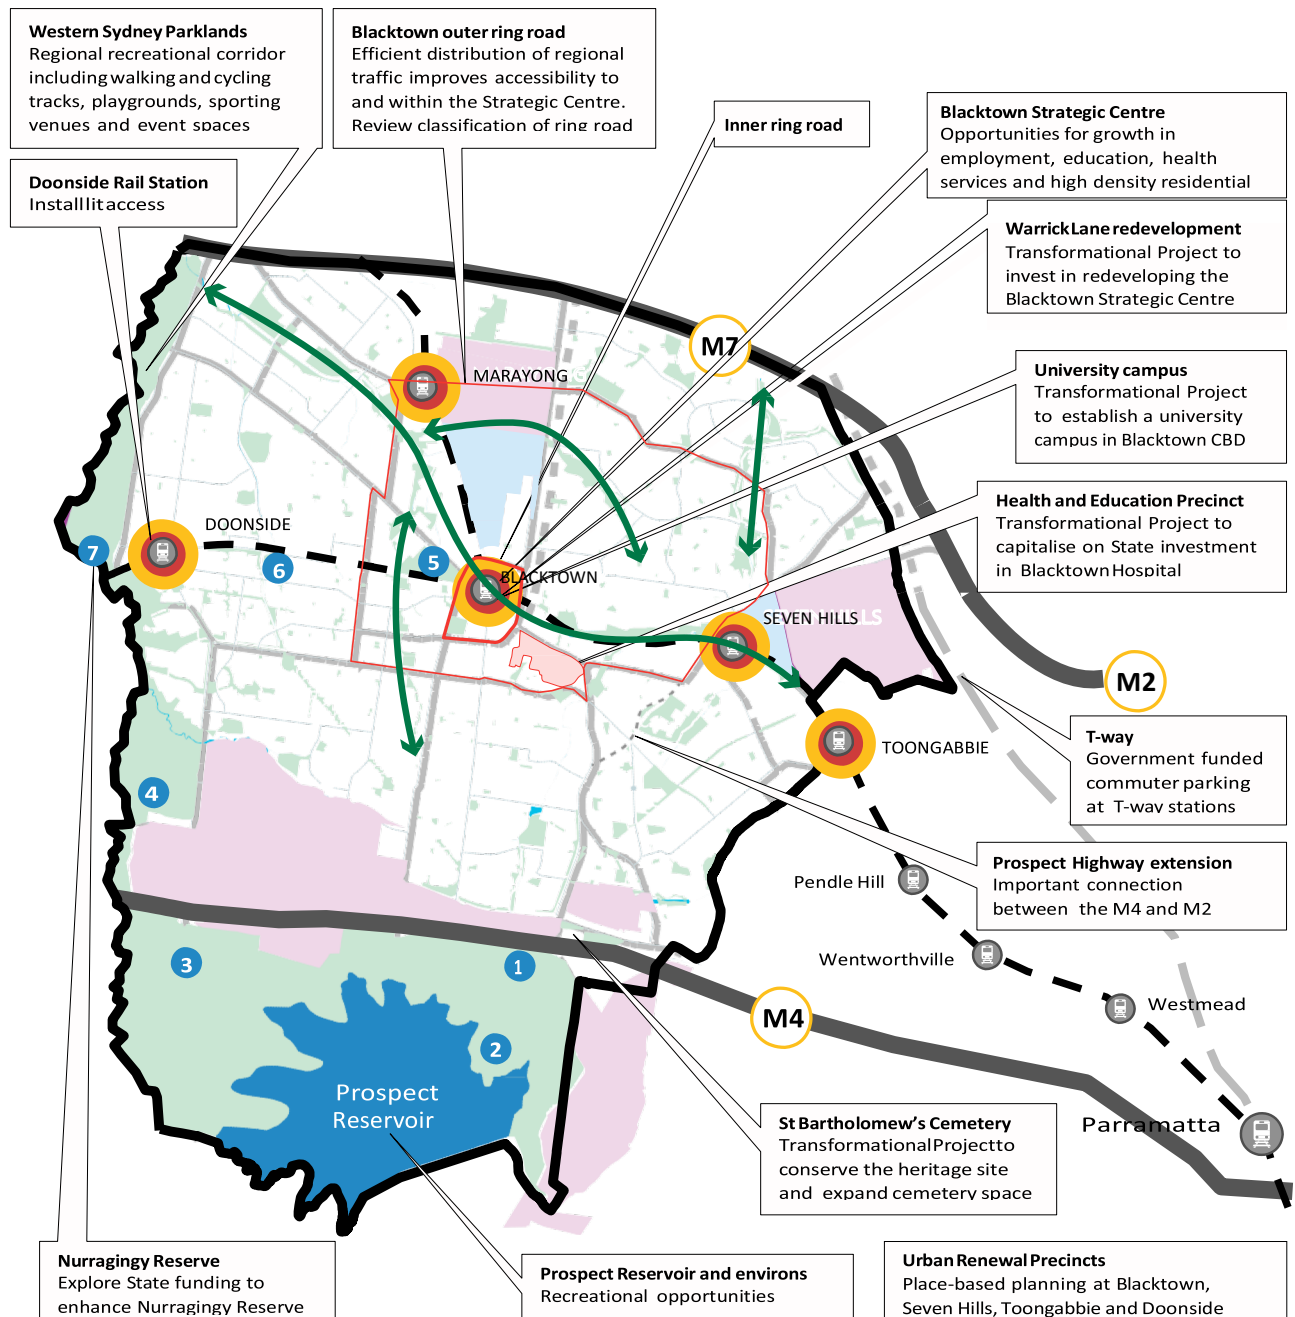 Western Sydney Parklands
Regional recreational corridor
including walking and cycling
tracks, playgrounds, sporting
venues and event spaces
Blacktown outer ring road
Efficient distribution of regional
traffic improves accessibility to
and within the Strategic Centre.
Review classification of ring road
Inner ring road
Blacktown Strategic Centre
Opportunities for growth in
employment, education, health
services and high density residential
Doonside Rail Station
Install lit access
Warrick Lane redevelopment
Transformational Project to
invest in redeveloping the
Blacktown Strategic Centre
M7
University campus
Transformational Project
to establish a university
campus in Blacktown CBD
MARAYONG
Health and Education Precinct
Transformational Project to
capitalise on State investment
in Blacktown Hospital
DOONSIDE
7
6
5
BLACKTOWN
SEVEN HILLS
M2
T-way
Government funded
commuter parking
at T-way stations
TOONGABBIE
4
Prospect Highway extension
Important connection
between the M4 and M2
Pendle Hill
Wentworthville
3
1
Westmead
M4
2
Prospect
Reservoir
Parramatta
St Bartholomew's Cemetery
Transformational Project to
conserve the heritage site
and expand cemetery space
Nurragingy Reserve
Explore State funding to
enhance Nurragingy Reserve
Prospect Reservoir and environs
Recreational opportunities
Urban Renewal Precincts
Place-based planning at Blacktown,
Seven Hills, Toongabbie and Doonside